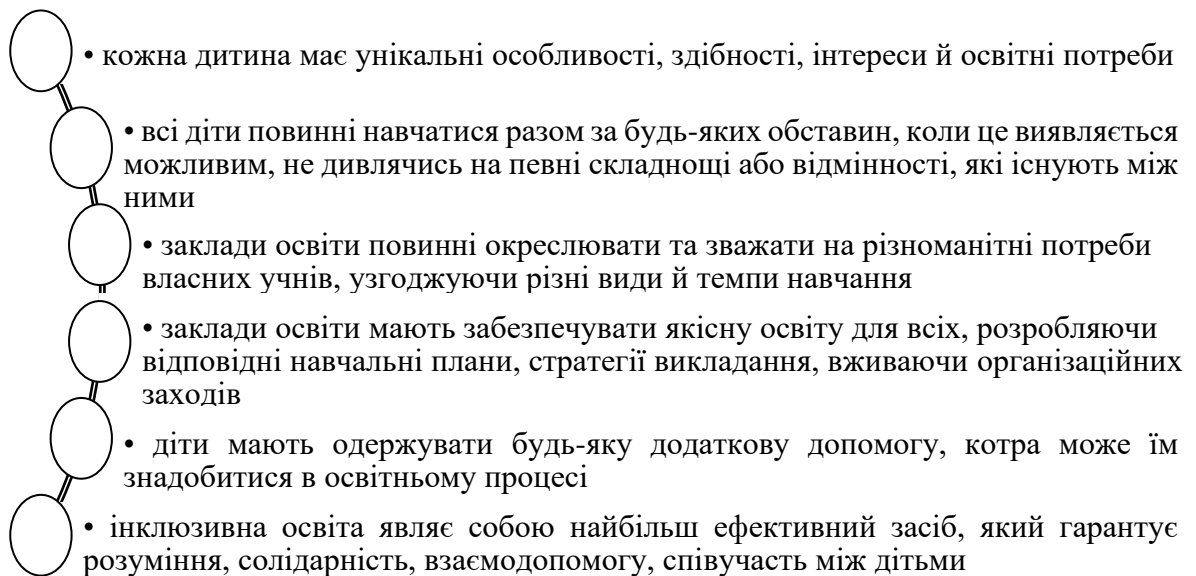 • кожна дитина має унікальні особливості, здібності, інтереси й освітні потреби
• всі діти повинні навчатися разом за будь-яких обставин, коли це виявляється
можливим, не дивлячись на певні складнощі або відмінності, які існують між
ними
• заклади освіти повинні окреслювати та зважати на різноманітні потреби
власних учнів, узгоджуючи різні види й темпи навчання
• заклади освіти мають забезпечувати якісну освіту для всіх, розробляючи
відповідні навчальні плани, стратегії викладання, вживаючи організаційних
заходів
• діти мають одержувати будь-яку додаткову допомогу, котра може їм
знадобитися в освітньому процесі
• інклюзивна освіта являє собою найбільш ефективний засіб, який гарантує
розуміння, солідарність, взаємодопомогу, співучасть між дітьми